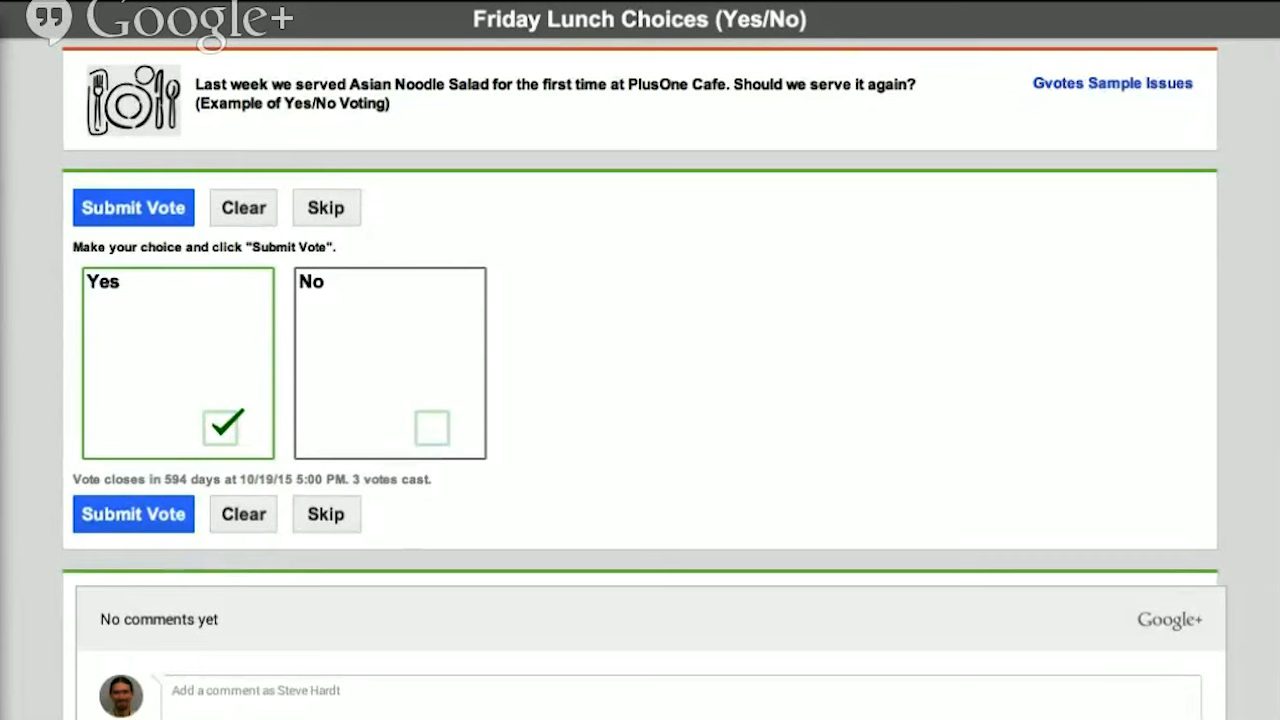 Google+
Friday Lunch Choices (Yes/No)
Last week we served Asian Noodle Salad for the first time at PlusOne Cafe. Should we serve it again?
(Example of Yes/No Voting)
Gvotes Sample Issues
Submit Vote
Clear
Skip
Make your choice and click "Submit Vote".
Yes
No
Vote closes in 594 days at 10/19/15 5:00 PM. 3 votes cast.
Submit Vote
Clear
Skip
No comments yet
Google+
Add a comment as Steve Hardt